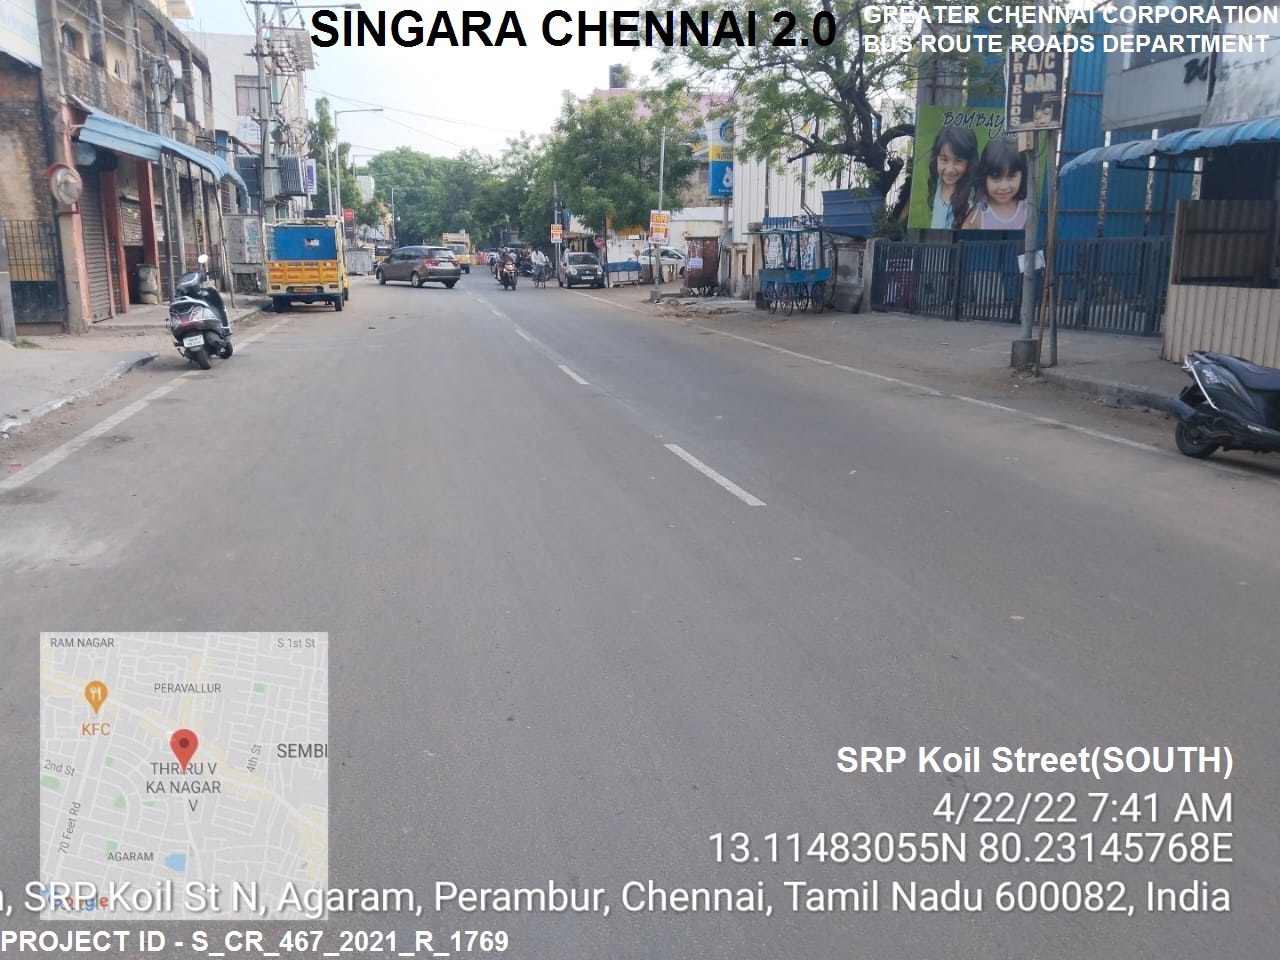 SINGARA CHENNAI 2.0
GREATER CHENNAI CORPORATION
BUS ROUTE ROADS DEPARTMENT
FRIENDS
A/C
BAR
BOMBAY
RAM NAGAR
S 1st St
PERAVALLUR
KFC
SEMBI
4th St
2nd St
THIRU V
KA NAGAR
V
70 Feet Rd
AGARAM
Google
SRP Koil Street(SOUTH)
4/22/22 7:41 AM
13.11483055N 80.23145768E
, SRP Koil St N, Agaram, Perambur, Chennai, Tamil Nadu 600082, India
PROJECT ID - S_CR_467_2021_R_1769